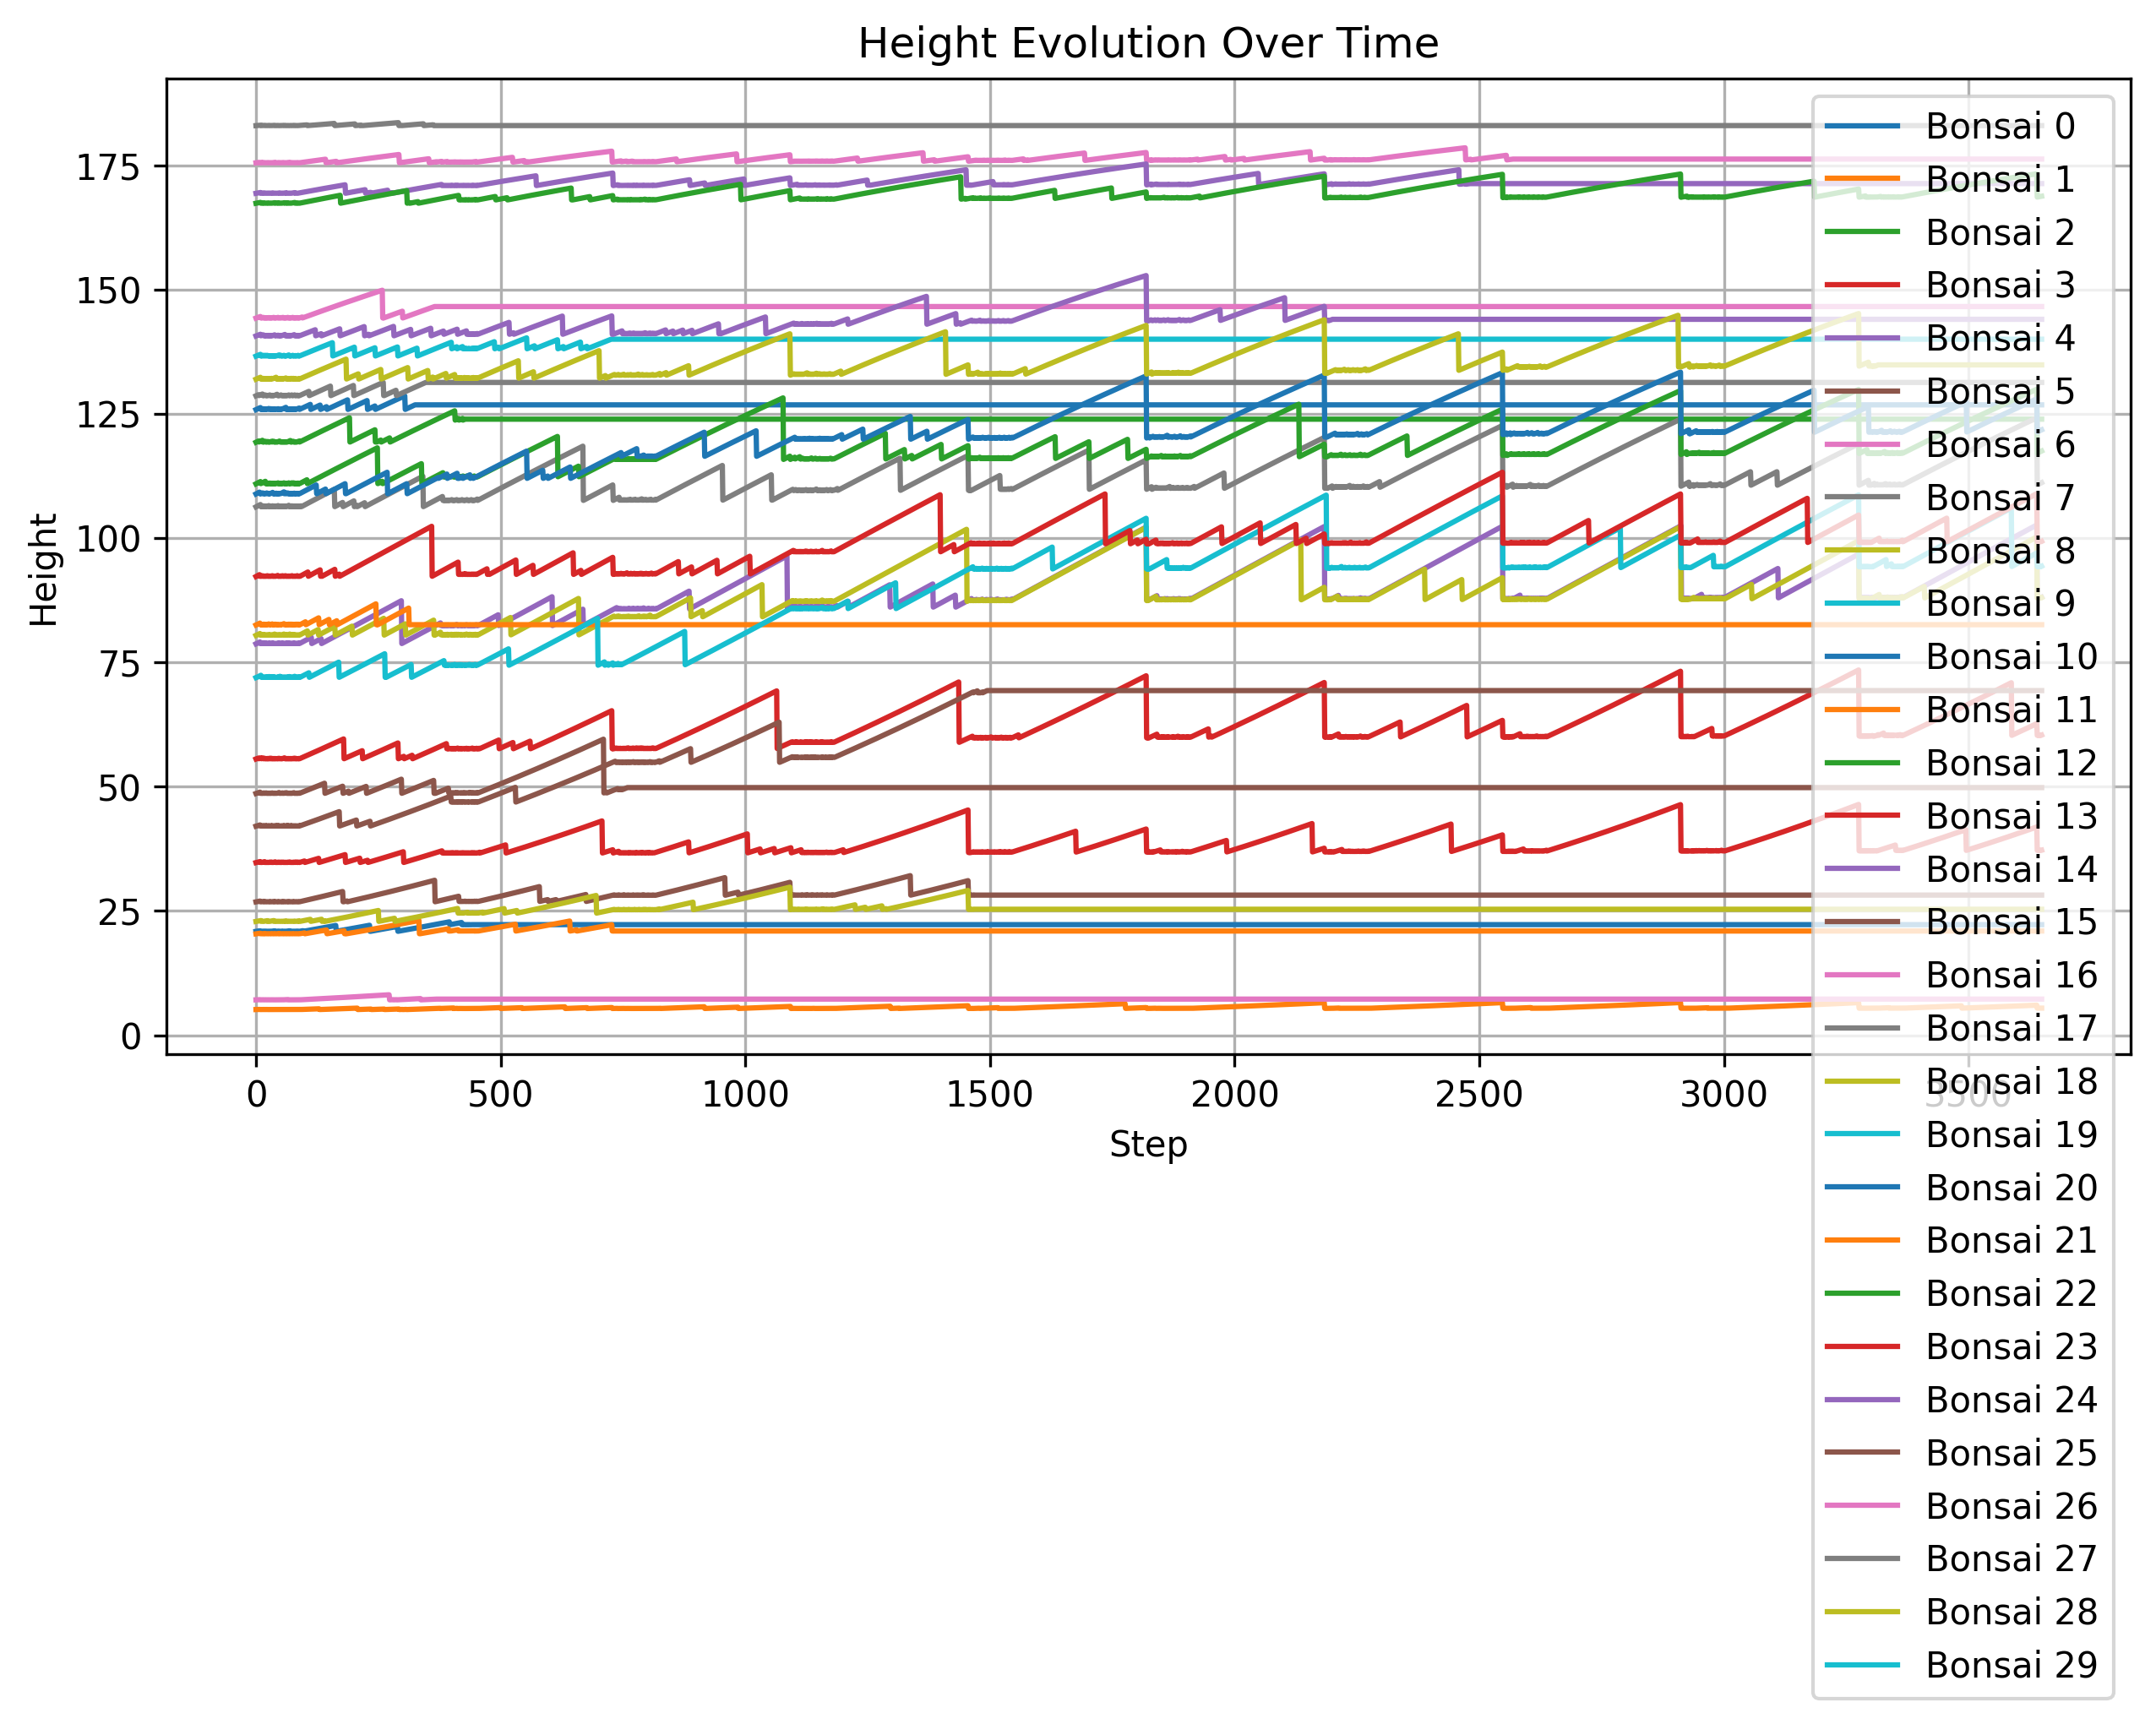 Height Evolution Over Time
Height
175
150
125
100
75
50
25
0
0 500 1000 1500 2000 2500 3000 3500
Step
Bonsai 0
Bonsai 1
Bonsai 2
Bonsai 3
Bonsai 4
Bonsai 5
Bonsai 6
Bonsai 7
Bonsai 8
Bonsai 9
Bonsai 10
Bonsai 11
Bonsai 12
Bonsai 13
Bonsai 14
Bonsai 15
Bonsai 16
Bonsai 17
Bonsai 18
Bonsai 19
Bonsai 20
Bonsai 21
Bonsai 22
Bonsai 23
Bonsai 24
Bonsai 25
Bonsai 26
Bonsai 27
Bonsai 28
Bonsai 29